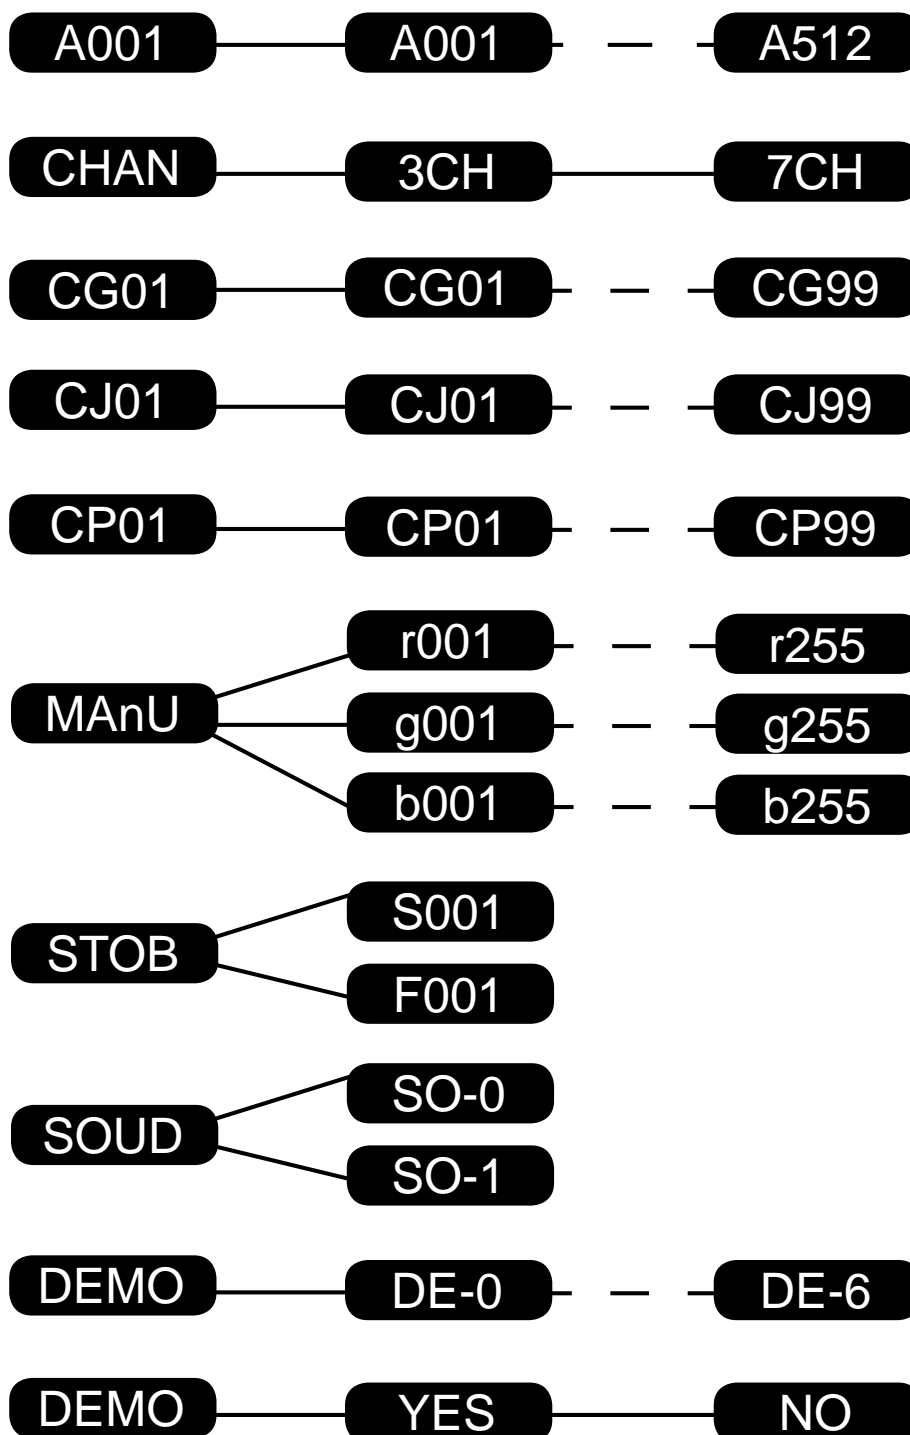 A001 A001 A512
CHAN 3CH 7CH
CG01 CG01 CG99
CJ01 CJ01 CJ99
CP01 CP01 CP99
MAnU
r001 r255
g001 g255
b001 b255
STOB
S001
F001
SOUD
SO-0
SO-1
DEMO DE-0 DE-6
DEMO YES NO